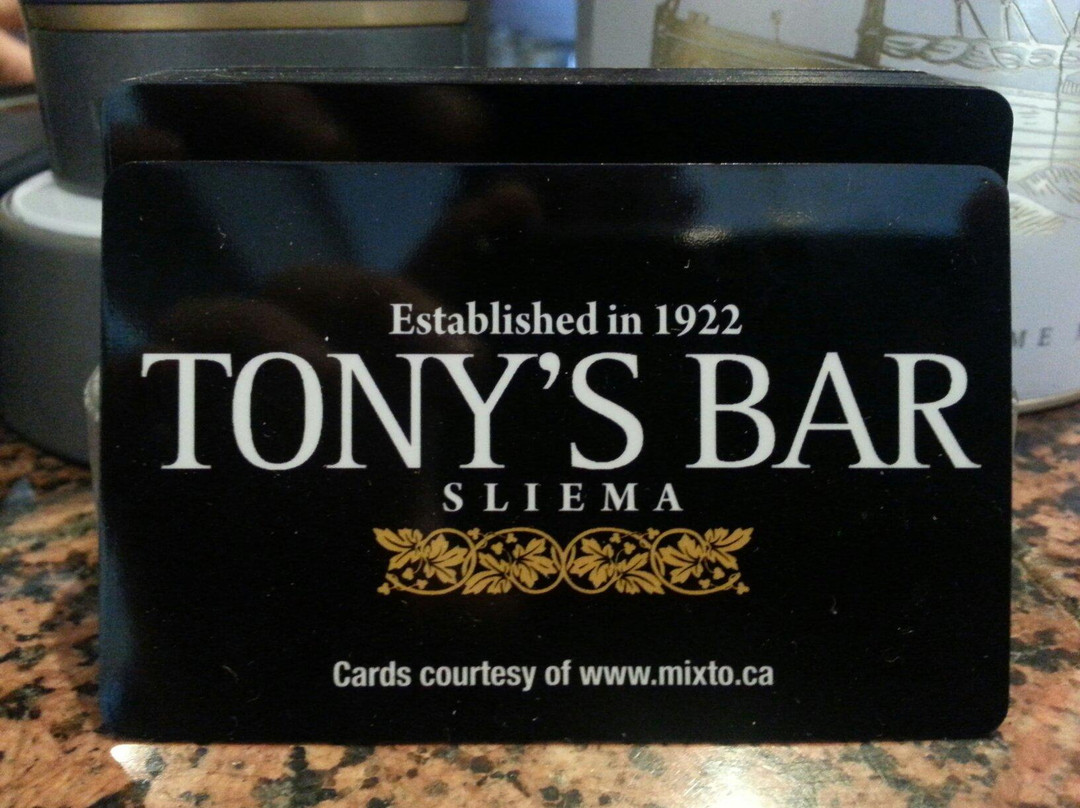 Established in 1922
TONY'S BAR
SLIEMA
Cards courtesy of www.mixto.ca